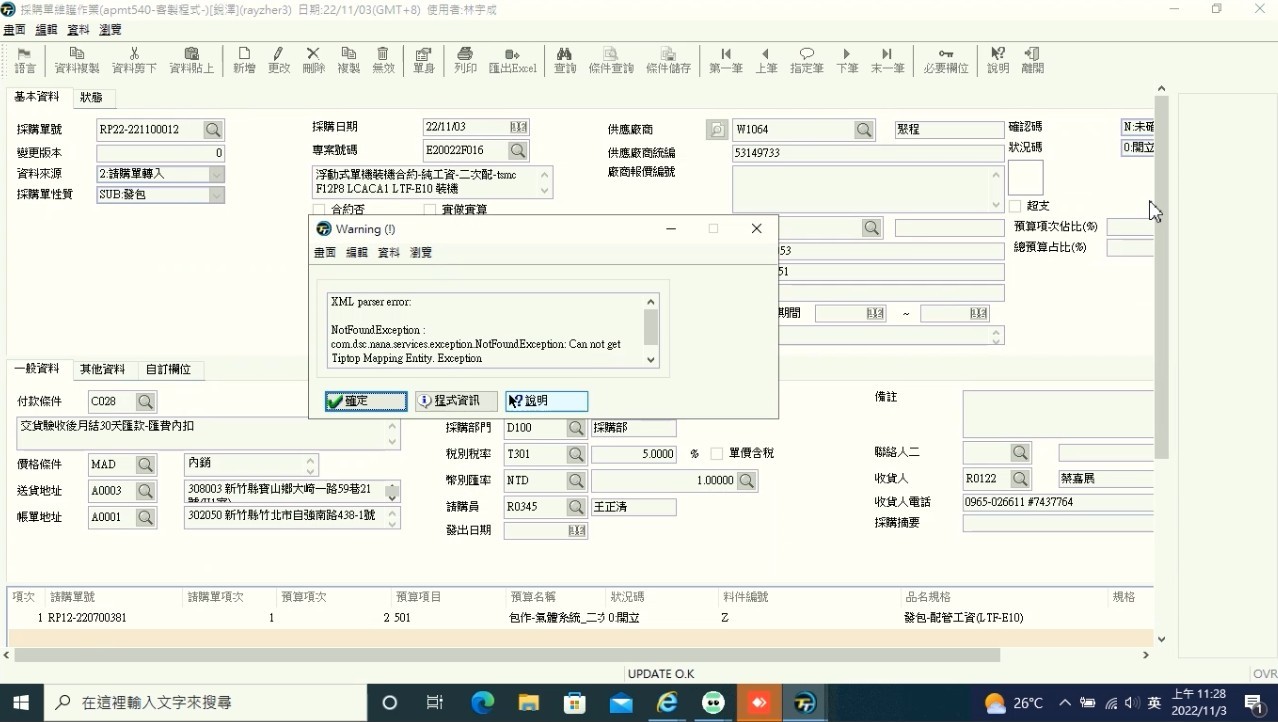 採購單維護作業(apmt540-客製程式-)[銳澤](rayzher3) 日期:22/11/03(GMT+8) 使用者:林宇成
畫面 編輯 資料 瀏覽
語言 資料複製 資料剪下 資料貼上 新增 更改 刪除 複製 無效 單身 列印 匯出Excel 查詢 條件查詢 條件儲存 第一筆 上筆 指定筆 下筆 末一筆 必要欄位 說明 離開
基本資料 狀態
採購單號 RP22-221100012 採購日期 22/11/03 供應廠商 W1064 聚程 確認碼 N:未確
變更版本 0 專案號碼 E20022F016 供應廠商統編 53149733 狀況碼 0:開立
資料來源 2:請購單轉入 浮動式單機裝機合約-純工資-二次配-tsmc 廠商報價編號
採購單性質 SUB:發包 F12P8 LCACA1 LTF-E10 裝機
合約否 實做實算 超支
預算項次佔比(%)
總預算占比(%)
53
51
期間 ~
Warning (!)
畫面 編輯 資料 瀏覽
XML parser error:
NotFoundException :
com.dsc.nana.services.exception.NotFoundException: Can not get
Tiptop Mapping Entity. Exception
確定 程式資訊 說明
一般資料 其他資料 自訂欄位
付款條件 C028 備註
交貨驗收後月結30天匯款-匯費內扣 採購部門 D100 採購部
稅別稅率 T301 5.0000 % 單價含稅 聯絡人二
價格條件 MAD 內銷
幣別匯率 NTD 1.00000 收貨人 R0122 蔡嘉展
送貨地址 A0003 308003 新竹縣寶山鄉大崎一路59巷21
請購員 R0345 王正清 收貨人電話 0965-026611 #7437764
帳單地址 A0001 302050 新竹縣竹北市自強南路438-1號
發出日期 採購摘要
項次 請購單號 請購單項次 預算項次 預算項目 預算名稱 狀況碼 料件編號 品名規格 規格
1 RP12-220700381 1 2 501 包作-氣體系統_二次 0:開立 Z 發包-配管工資(LTF-E10)
UPDATE O.K OVR
在這裡輸入文字來搜尋 26°C 英 上午 11:28
2022/11/3 1